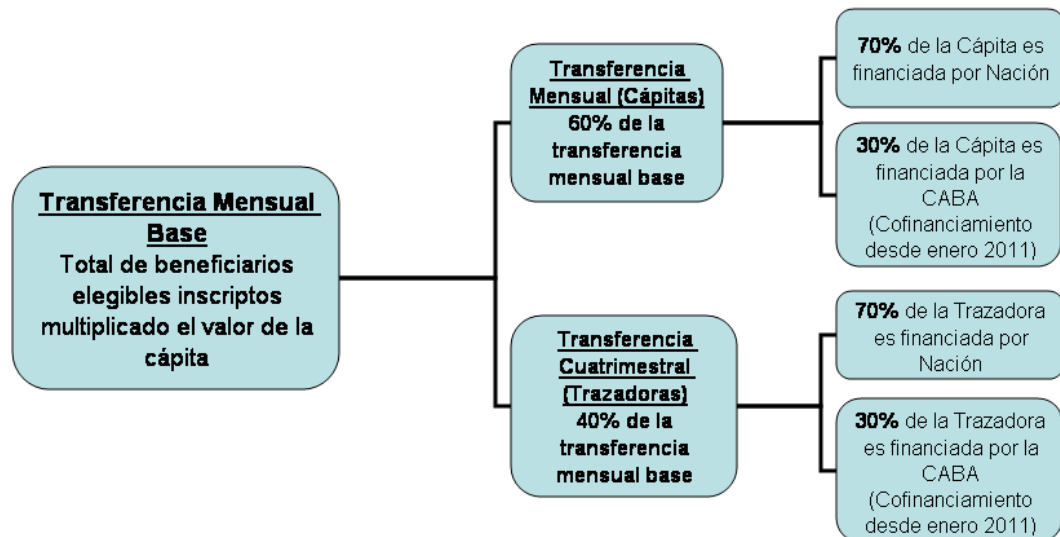 Transferencia Mensual
Base
Total de beneficiarios
elegibles inscriptos
multiplicado el valor de la
cápita
Transferencia
Mensual (Cápitas)
60% de la
transferencia
mensual base
70% de la Cápita es
financiada por Nación
30% de la Cápita es
financiada por la
CABA
(Cofinanciamiento
desde enero 2011)
Transferencia
Cuatrimestral
(Trazadoras)
40% de la
transferencia
mensual base
70% de la Trazadora
es financiada por
Nación
30% de la Trazadora
es financiada por la
CABA
(Cofinanciamiento
desde enero 2011)